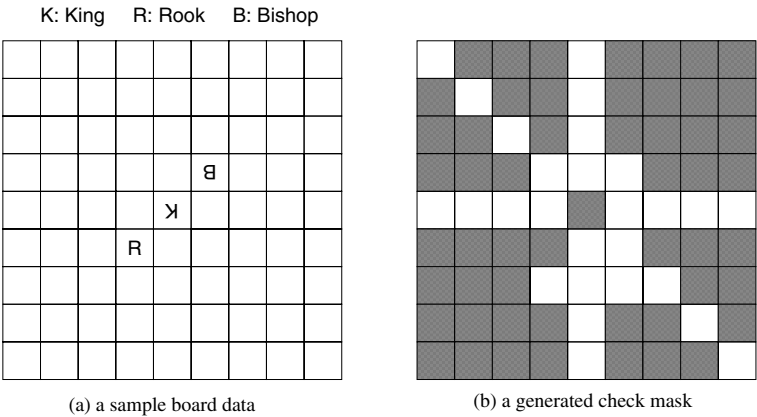 K: King R: Rook B: Bishop
B
K
R
(a) a sample board data
(b) a generated check mask